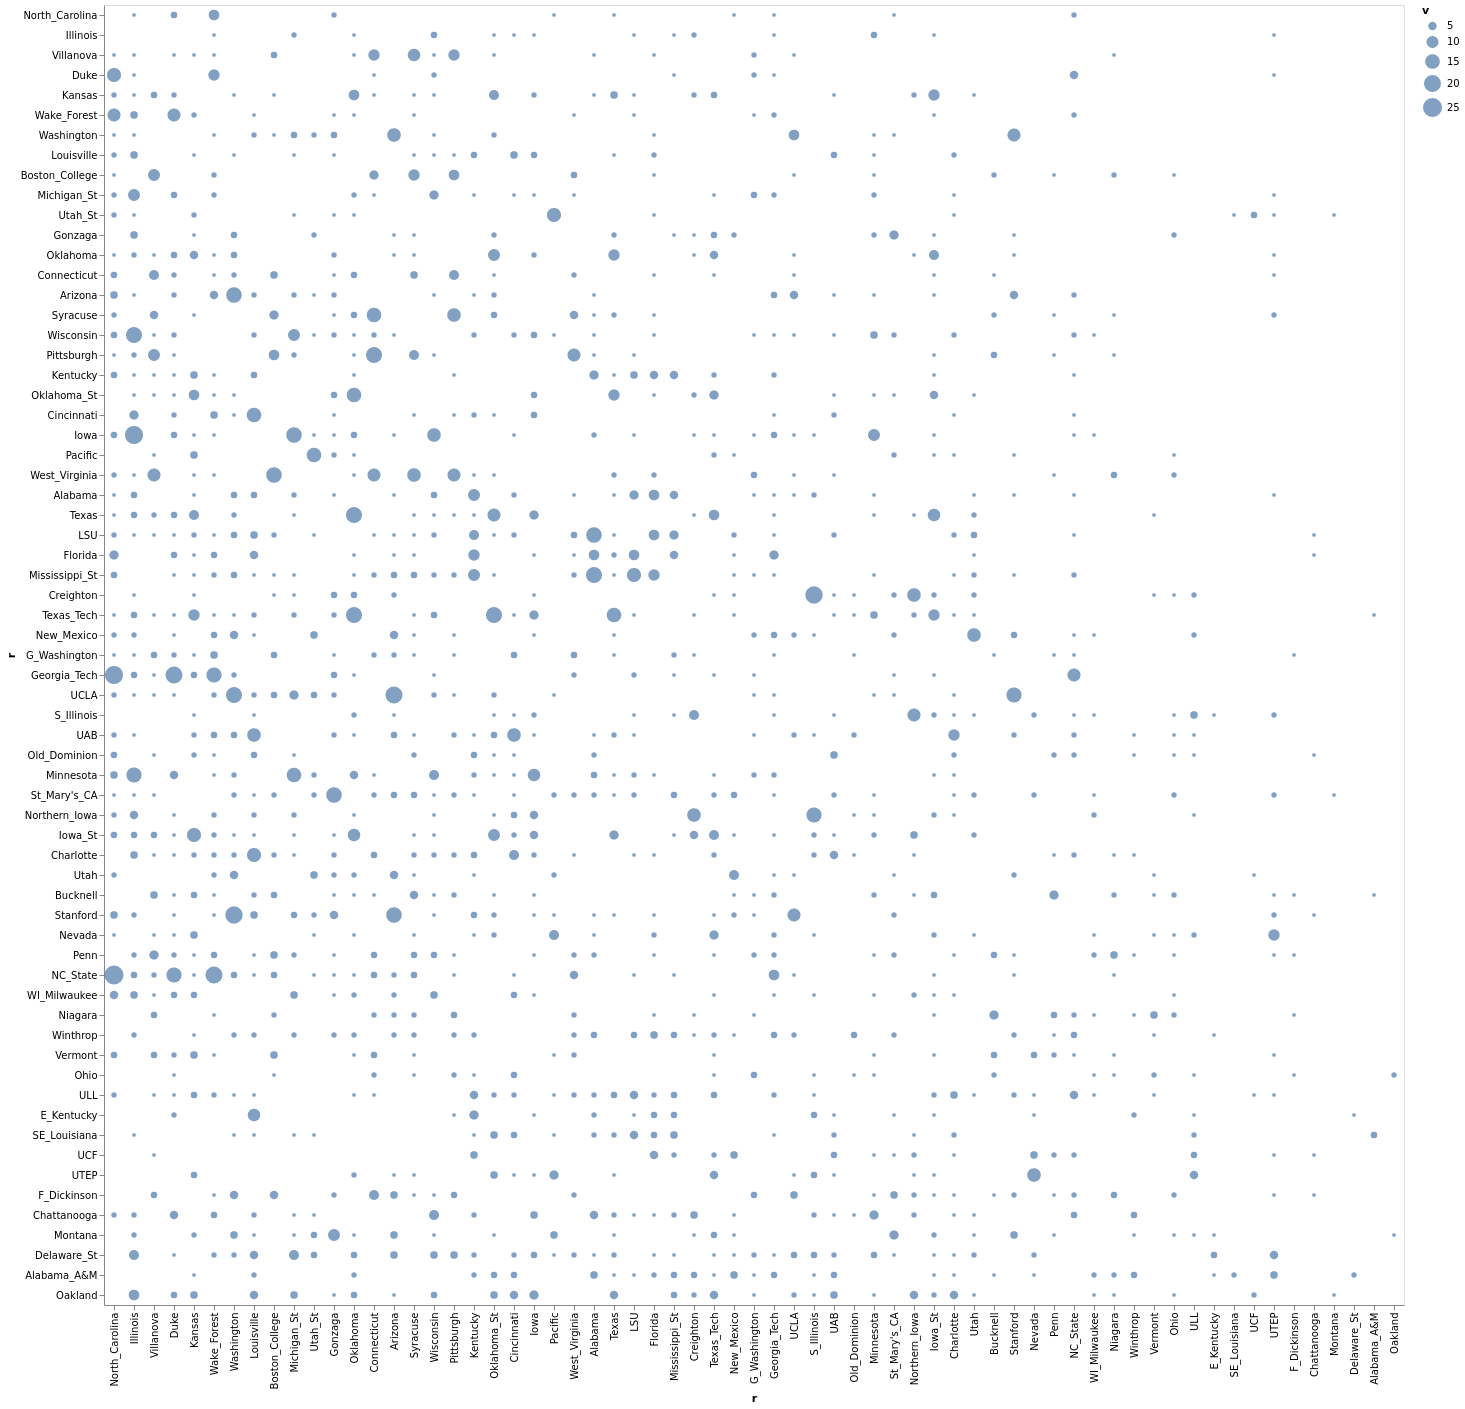 v
5
10
15
20
25
r
North_Carolina
Illinois
Villanova
Duke
Kansas
Wake_Forest
Washington
Louisville
Boston_College
Michigan_St
Utah_St
Gonzaga
Oklahoma
Connecticut
Arizona
Syracuse
Wisconsin
Pittsburgh
Kentucky
Oklahoma_St
Cincinnati
Iowa
Pacific
West_Virginia
Alabama
Texas
LSU
Florida
Mississippi_St
Creighton
Texas_Tech
New_Mexico
G_Washington
Georgia_Tech
UCLA
S_Illinois
UAB
Old_Dominion
Minnesota
St_Mary's_CA
Northern_Iowa
Iowa_St
Charlotte
Utah
Bucknell
Stanford
Nevada
Penn
NC_State
WI_Milwaukee
Niagara
Winthrop
Vermont
Ohio
ULL
E_Kentucky
SE_Louisiana
UCF
UTEP
F_Dickinson
Chattanooga
Montana
Delaware_St
Alabama_A&M
Oakland
North_Carolina
Illinois
Villanova
Duke
Kansas
Wake_Forest
Washington
Louisville
Boston_College
Michigan_St
Utah_St
Gonzaga
Oklahoma
Connecticut
Arizona
Syracuse
Wisconsin
Pittsburgh
Kentucky
Oklahoma_St
Cincinnati
Iowa
Pacific
West_Virginia
Alabama
Texas
LSU
Florida
Mississippi_St
Creighton
Texas_Tech
New_Mexico
G_Washington
Georgia_Tech
UCLA
S_Illinois
UAB
Old_Dominion
Minnesota
St_Mary's_CA
Northern_Iowa
Iowa_St
Charlotte
Utah
Bucknell
Stanford
Nevada
Penn
NC_State
WI_Milwaukee
Niagara
Winthrop
Vermont
Ohio
ULL
E_Kentucky
SE_Louisiana
UCF
UTEP
F_Dickinson
Chattanooga
Montana
Delaware_St
Alabama_A&M
Oakland
r